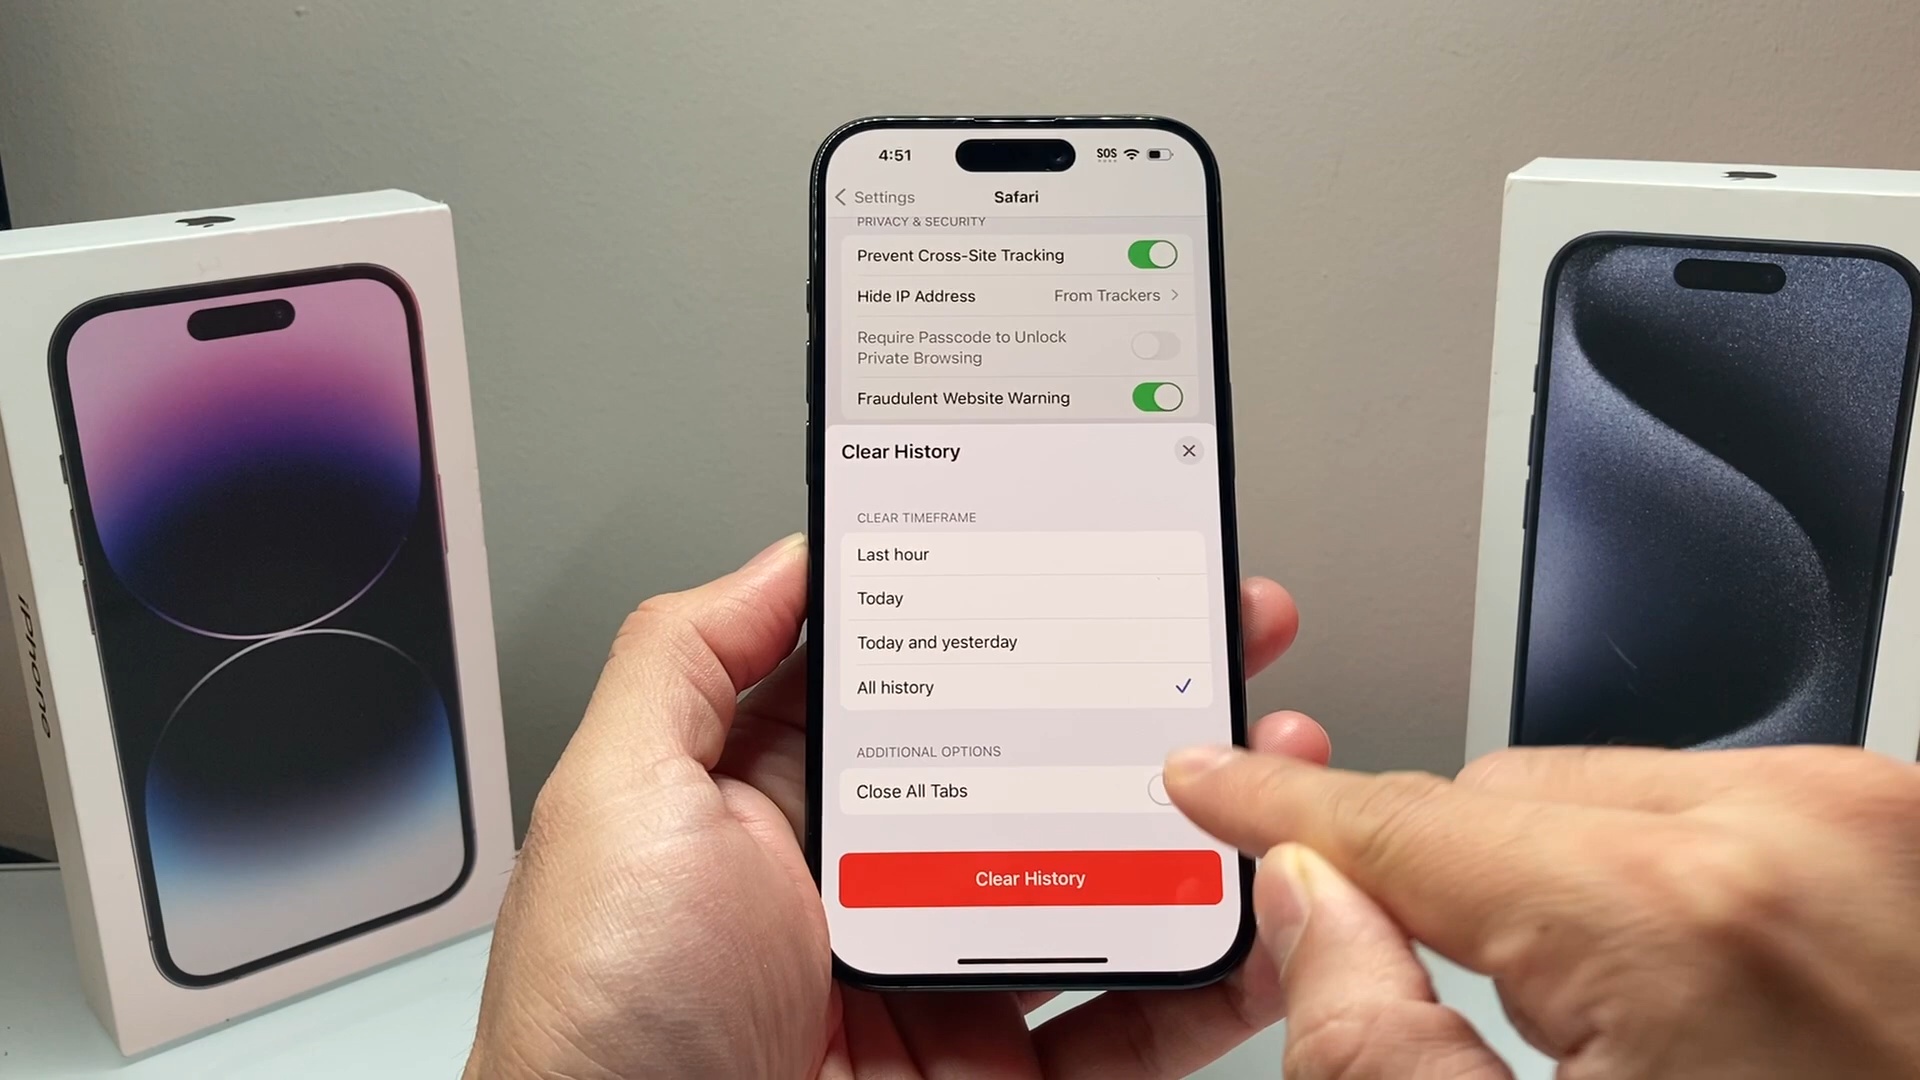 4:51
SOS
Settings
Safari
PRIVACY & SECURITY
Prevent Cross-Site Tracking
Hide IP Address
From Trackers
Require Passcode to Unlock
Private Browsing
Fraudulent Website Warning
Clear History
CLEAR TIMEFRAME
Last hour
Today
Today and yesterday
All history
ADDITIONAL OPTIONS
Close All Tabs
Clear History
iPhone